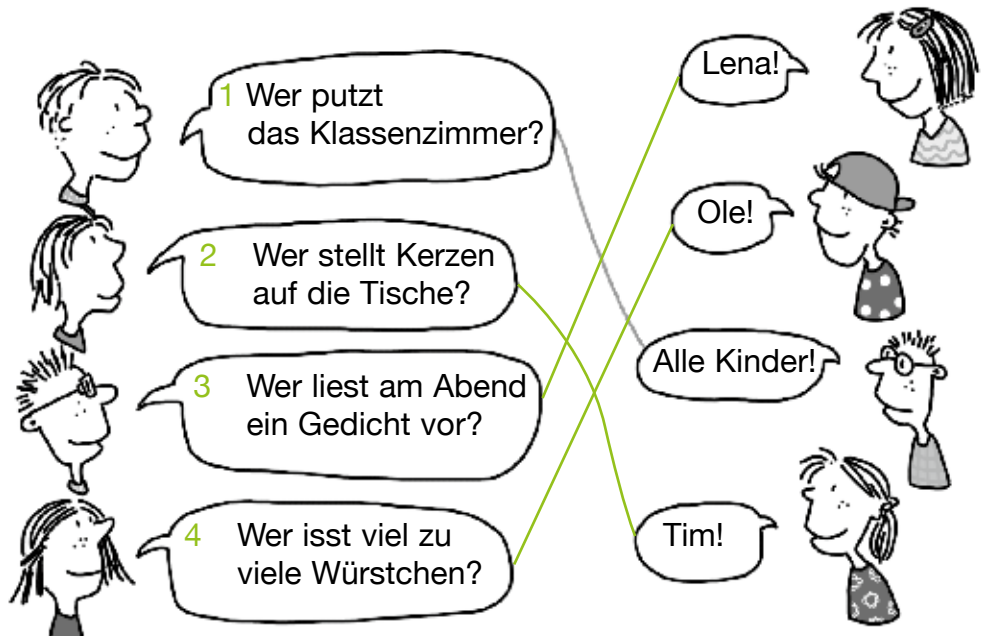 1 Wer putzt
das Klassenzimmer?
2 Wer stellt Kerzen
auf die Tische?
3 Wer liest am Abend
ein Gedicht vor?
4 Wer isst viel zu
viele Würstchen?
Lena!
Ole!
Alle Kinder!
Tim!